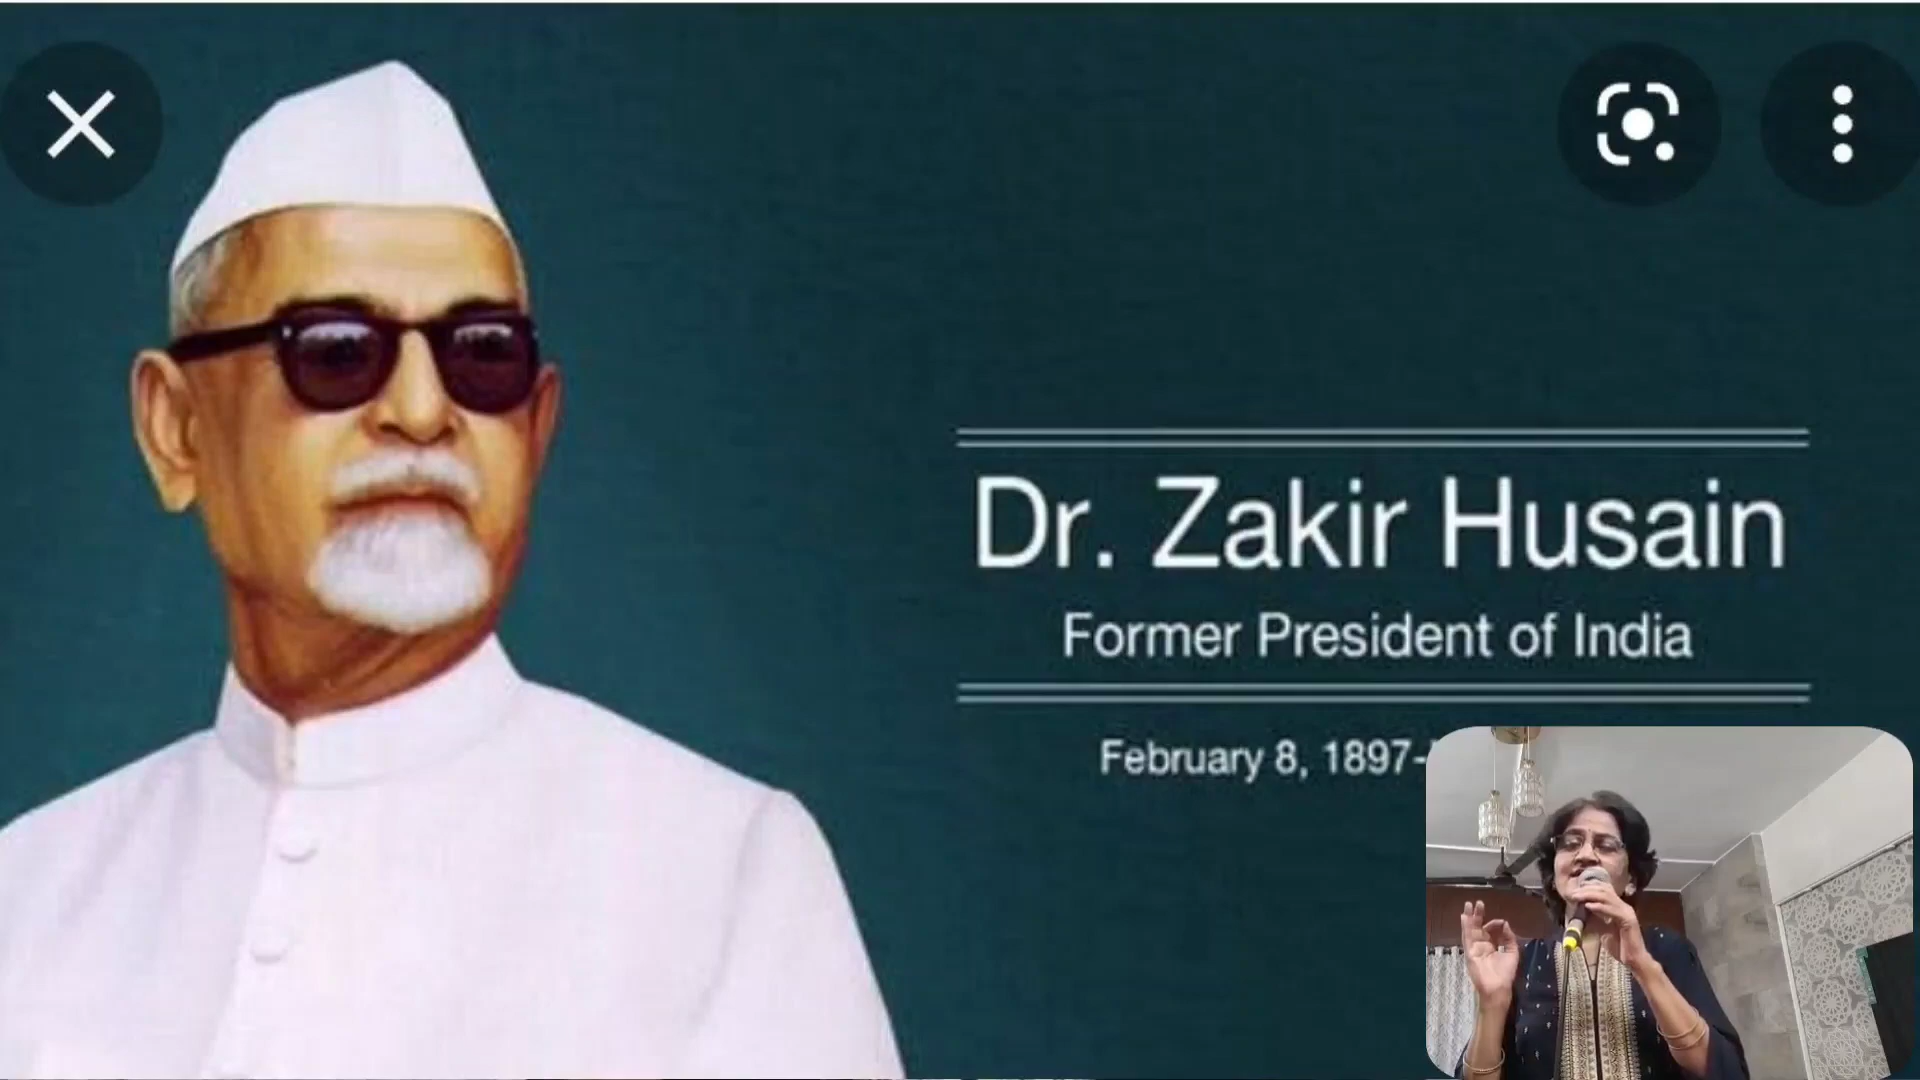 Dr. Zakir Husain
Former President of India
February 8, 1897-